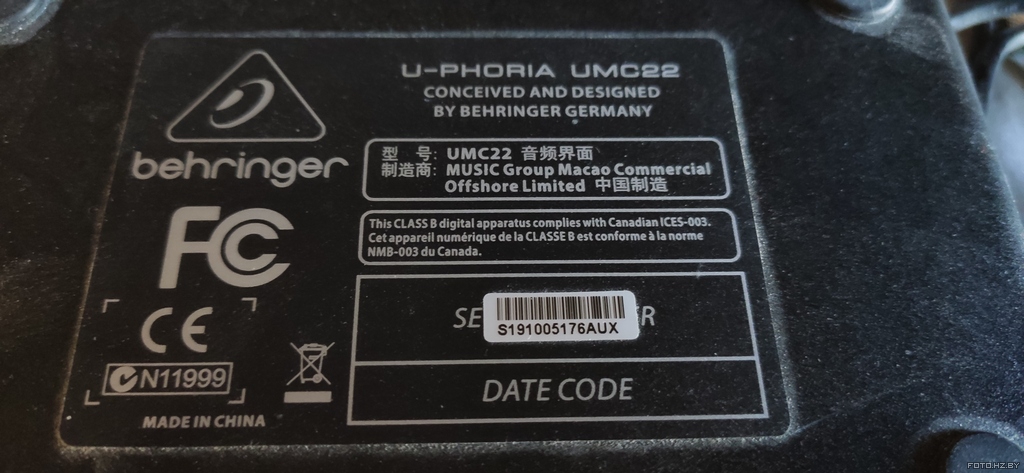 U-PHORIA UMC22
CONCEIVED AND DESIGNED
BY BEHRINGER GERMANY
behringer
型 号: UMC22 音频界面
制造商: MUSIC Group Macao Commercial
Offshore Limited 中国制造
This CLASS B digital apparatus complies with Canadian ICES-003.
Cet appareil numérique de la CLASSE B est conforme à la norme
NMB-003 du Canada.
FC
CE
N11999
MADE IN CHINA
SE R
S191005176AUX
DATE CODE
FOTO.HZ.BY